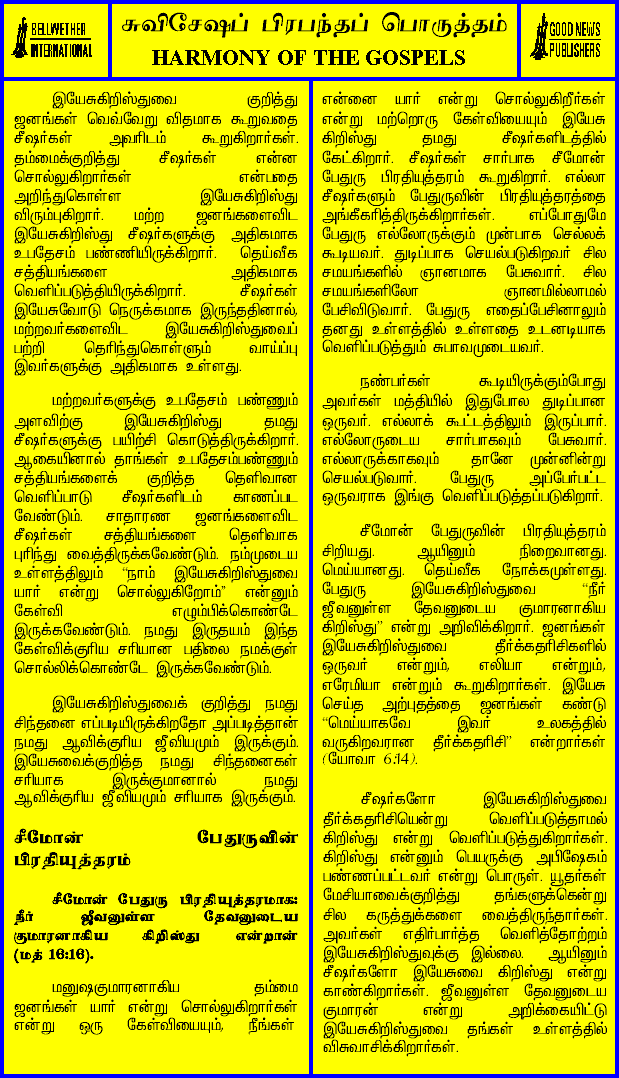 BELLWETHER
INTERNATIONAL
சுவிசேஷப் பிரபந்தப் பொருத்தம்
HARMONY OF THE GOSPELS
GOOD NEWS
PUBLISHERS
இயேசுகிறிஸ்துவை குறித்து
ஜனங்கள் வெவ்வேறு விதமாக கூறுவதை
சீஷர்கள் அவரிடம் கூறுகிறார்கள்.
தம்மைக்குறித்து சீஷர்கள் என்ன
சொல்லுகிறார்கள் என்பதை
அறிந்துகொள்ள இயேசுகிறிஸ்து
விரும்புகிறார். மற்ற ஜனங்களைவிட
இயேசுகிறிஸ்து சீஷர்களுக்கு அதிகமாக
உபதேசம் பண்ணியிருக்கிறார். தெய்வீக
சத்தியங்களை அதிகமாக
வெளிப்படுத்தியிருக்கிறார். சீஷர்கள்
இயேசுவோடு நெருக்கமாக இருந்ததினால்,
மற்றவர்களைவிட இயேசுகிறிஸ்துவைப்
பற்றி தெரிந்துகொள்ளும் வாய்ப்பு
இவர்களுக்கு அதிகமாக உள்ளது.
மற்றவர்களுக்கு உபதேசம் பண்ணும்
அளவிற்கு இயேசுகிறிஸ்து தமது
சீஷர்களுக்கு பயிற்சி கொடுத்திருக்கிறார்.
ஆகையினால் தாங்கள் உபதேசம்பண்ணும்
சத்தியங்களைக் குறித்த தெளிவான
வெளிப்பாடு சீஷர்களிடம் காணப்பட
வேண்டும். சாதாரண ஜனங்களைவிட
சீஷர்கள் சத்தியங்களை தெளிவாக
புரிந்து வைத்திருக்கவேண்டும். நம்முடைய
உள்ளத்திலும் “நாம் இயேசுகிறிஸ்துவை
யார் என்று சொல்லுகிறோம்” என்னும்
கேள்வி எழும்பிக்கொண்டே
இருக்கவேண்டும். நமது இருதயம் இந்த
கேள்விக்குரிய சரியான பதிலை நமக்குள்
சொல்லிக்கொண்டே இருக்கவேண்டும்.
இயேசுகிறிஸ்துவைக் குறித்து நமது
சிந்தனை எப்படியிருக்கிறதோ அப்படித்தான்
நமது ஆவிக்குரிய ஜீவியமும் இருக்கும்.
இயேசுவைக்குறித்த நமது சிந்தனைகள்
சரியாக இருக்குமானால் நமது
ஆவிக்குரிய ஜீவியமும் சரியாக இருக்கும்.
சீமோன் பேதுருவின்
பிரதியுத்தரம்
சீமோன் பேதுரு பிரதியுத்தரமாக:
நீர் ஜீவனுள்ள தேவனுடைய
குமாரனாகிய கிறிஸ்து என்றான்
(மத் 16:16).
மனுஷகுமாரனாகிய தம்மை
ஜனங்கள் யார் என்று சொல்லுகிறார்கள்
என்று ஒரு கேள்வியையும், நீங்கள்
என்னை யார் என்று சொல்லுகிறீர்கள்
என்று மற்றொரு கேள்வியையும் இயேசு
கிறிஸ்து தமது சீஷர்களிடத்தில்
கேட்கிறார். சீஷர்கள் சார்பாக சீமோன்
பேதுரு பிரதியுத்தரம் கூறுகிறார். எல்லா
சீஷர்களும் பேதுருவின் பிரதியுத்தரத்தை
அங்கீகரித்திருக்கிறார்கள். எப்போதுமே
பேதுரு எல்லோருக்கும் முன்பாக செல்லக்
கூடியவர். துடிப்பாக செயல்படுகிறவர் சில
சமயங்களில் ஞானமாக பேசுவார். சில
சமயங்களிலோ ஞானமில்லாமல்
பேசிவிடுவார். பேதுரு எதைப்பேசினாலும்
தனது உள்ளத்தில் உள்ளதை உடனடியாக
வெளிப்படுத்தும் சுபாவமுடையவர்.
நண்பர்கள் கூடியிருக்கும்போது
அவர்கள் மத்தியில் இதுபோல துடிப்பான
ஒருவர். எல்லாக் கூட்டத்திலும் இருப்பார்.
எல்லோருடைய சார்பாகவும் பேசுவார்.
எல்லாருக்காகவும் தானே முன்னின்று
செயல்படுவார். பேதுரு அப்பேர்பட்ட
ஒருவராக இங்கு வெளிப்படுத்தப்படுகிறார்.
சீமோன் பேதுருவின் பிரதியுத்தரம்
சிறியது. ஆயினும் நிறைவானது.
மெய்யானது. தெய்வீக நோக்கமுள்ளது.
பேதுரு இயேசுகிறிஸ்துவை “நீர்
ஜீவனுள்ள தேவனுடைய குமாரனாகிய
கிறிஸ்து” என்று அறிவிக்கிறார். ஜனங்கள்
இயேசுகிறிஸ்துவை தீர்க்கதரிசிகளில்
ஒருவர் என்றும், எலியா என்றும்,
எரேமியா என்றும் கூறுகிறார்கள். இயேசு
செய்த அற்புதத்தை ஜனங்கள் கண்டு
“மெய்யாகவே இவர் உலகத்தில்
வருகிறவரான தீர்க்கதரிசி” என்றார்கள்
(யோவா 6:14).
சீஷர்களோ இயேசுகிறிஸ்துவை
தீர்க்கதரிசியென்று வெளிப்படுத்தாமல்
கிறிஸ்து என்று வெளிப்படுத்துகிறார்கள்.
கிறிஸ்து என்னும் பெயருக்கு அபிஷேகம்
பண்ணப்பட்டவர் என்று பொருள். யூதர்கள்
மேசியாவைக்குறித்து தங்களுக்கென்று
சில கருத்துக்களை வைத்திருந்தார்கள்.
அவர்கள் எதிர்பார்த்த வெளித்தோற்றம்
இயேசுகிறிஸ்துவுக்கு இல்லை. ஆயினும்
சீஷர்களோ இயேசுவை கிறிஸ்து என்று
காண்கிறார்கள். ஜீவனுள்ள தேவனுடைய
குமாரன் என்று அறிக்கையிட்டு
இயேசுகிறிஸ்துவை தங்கள் உள்ளத்தில்
விசுவாசிக்கிறார்கள்.